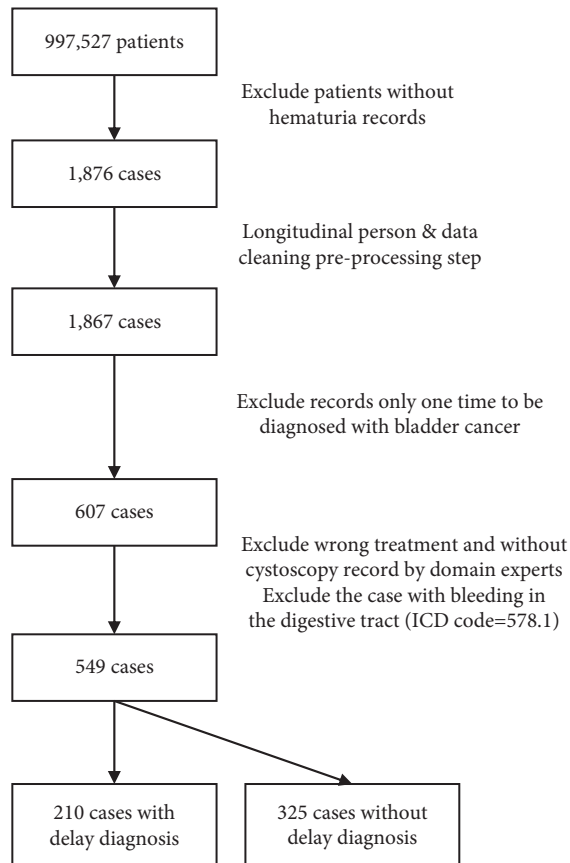 997,527 patients
Exclude patients without
hematuria records
1,876 cases
Longitudinal person & data
cleaning pre-processing step
1,867 cases
Exclude records only one time to be
diagnosed with bladder cancer
607 cases
Exclude wrong treatment and without
cystoscopy record by domain experts
Exclude the case with bleeding in
the digestive tract (ICD code=578.1)
549 cases
210 cases with
delay diagnosis
325 cases without
delay diagnosis